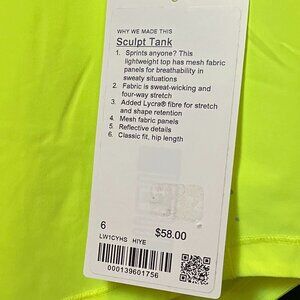 WHY WE MADE THIS
Sculpt Tank
1. Sprints anyone? This
lightweight top has mesh fabric
panels for breathability in
sweaty situations
2. Fabric is sweat-wicking and
four-way stretch
3. Added Lycra® fibre for stretch
and shape retention
4. Mesh fabric panels
5. Reflective details
6. Classic fit, hip length
6
$58.00
LW1CYHS HIYE
000139601756